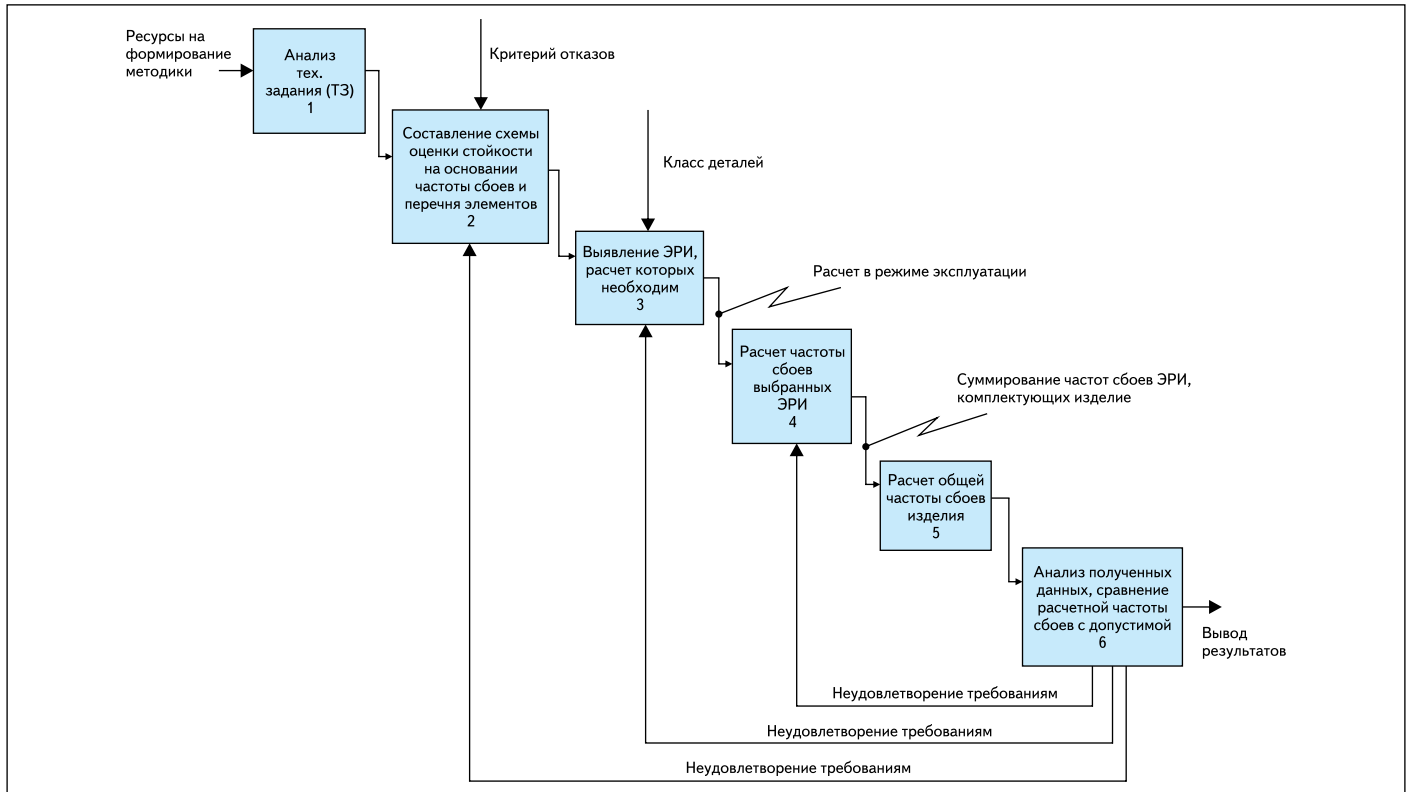 Ресурсы на
формирование
методики
Анализ
тех.
задания (ТЗ)
1
Критерий отказов
Составление схемы
оценки стойкости
на основании
частоты сбоев и
перечня элементов
2
Класс деталей
Выявление ЭРИ,
расчет которых
необходим
3
Расчет в режиме эксплуатации
Расчет частоты
сбоев
выбранных
ЭРИ
4
Суммирование частот сбоев ЭРИ,
комплектующих изделие
Расчет общей
частоты сбоев
изделия
5
Анализ полученных
данных, сравнение
расчетной частоты
сбоев с допустимой
6
Вывод
результатов
Неудовлетворение требованиям
Неудовлетворение требованиям
Неудовлетворение требованиям